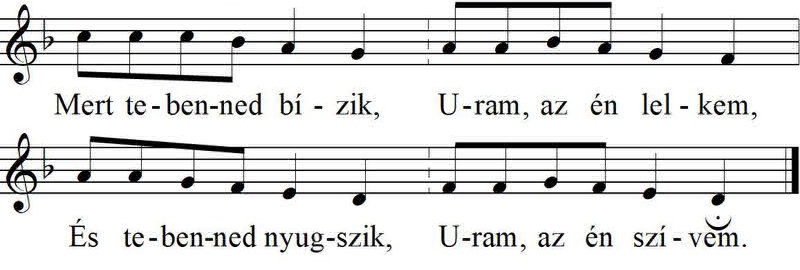 Mert te-ben-ned bí - zik, U-ram, az én lel - kem,
És te-ben-ned nyug-szik, U-ram, az én szí - vem.